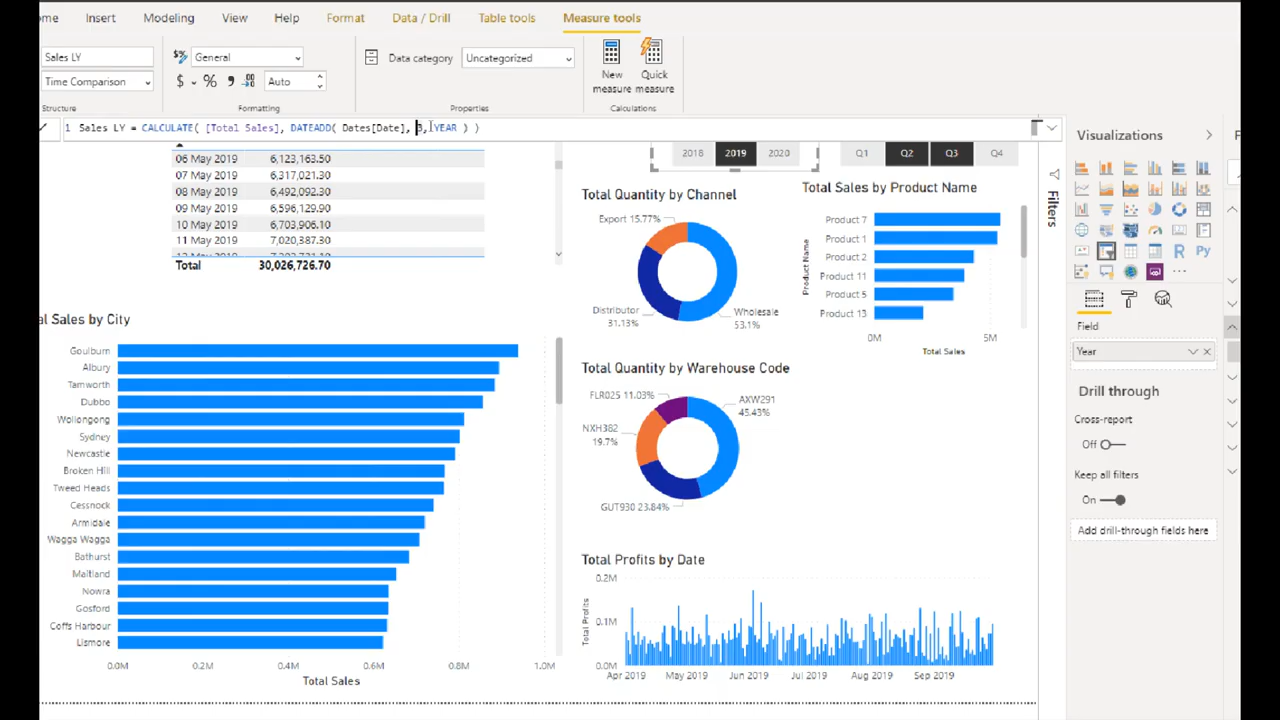 ome Insert Modeling View Help Format Data / Drill Table tools Measure tools
Sales LY
General
Data category
Uncategorized
Time Comparison
$ % Auto
New measure
Quick measure
Structure
Formatting
Properties
Calculations
1 Sales LY = CALCULATE( [Total Sales], DATEADD( Dates[Date], 3, YEAR ) )
06 May 2019 6,123,163.50
07 May 2019 6,317,021.30
08 May 2019 6,492,092.30
09 May 2019 6,596,129.90
10 May 2019 6,703,906.10
11 May 2019 7,020,387.30
Total 30,026,726.70
2018 2019 2020
Q1 Q2 Q3 Q4
Total Quantity by Channel
Export 15.77%
Distributor
31.13%
Wholesale
53.1%
Total Sales by Product Name
Product Name
Product 7
Product 1
Product 2
Product 11
Product 5
Product 13
0M 5M
Total Sales
al Sales by City
Goulburn
Albury
Tamworth
Dubbo
Wollongong
Sydney
Newcastle
Broken Hill
Tweed Heads
Cessnock
Armidale
Wagga Wagga
Bathurst
Maitland
Nowra
Gosford
Coffs Harbour
Lismore
0.0M 0.2M 0.4M 0.6M 0.8M 1.0M
Total Sales
Total Quantity by Warehouse Code
FLR025 11.03%
AXW291
45.43%
NXH382
19.7%
GUT930 23.84%
Total Profits by Date
Total Profits
0.2M
0.1M
0.0M
Apr 2019 May 2019 Jun 2019 Jul 2019 Aug 2019 Sep 2019
Filters
Visualizations
R Py
Field
Year
Drill through
Cross-report
Off
Keep all filters
On
Add drill-through fields here